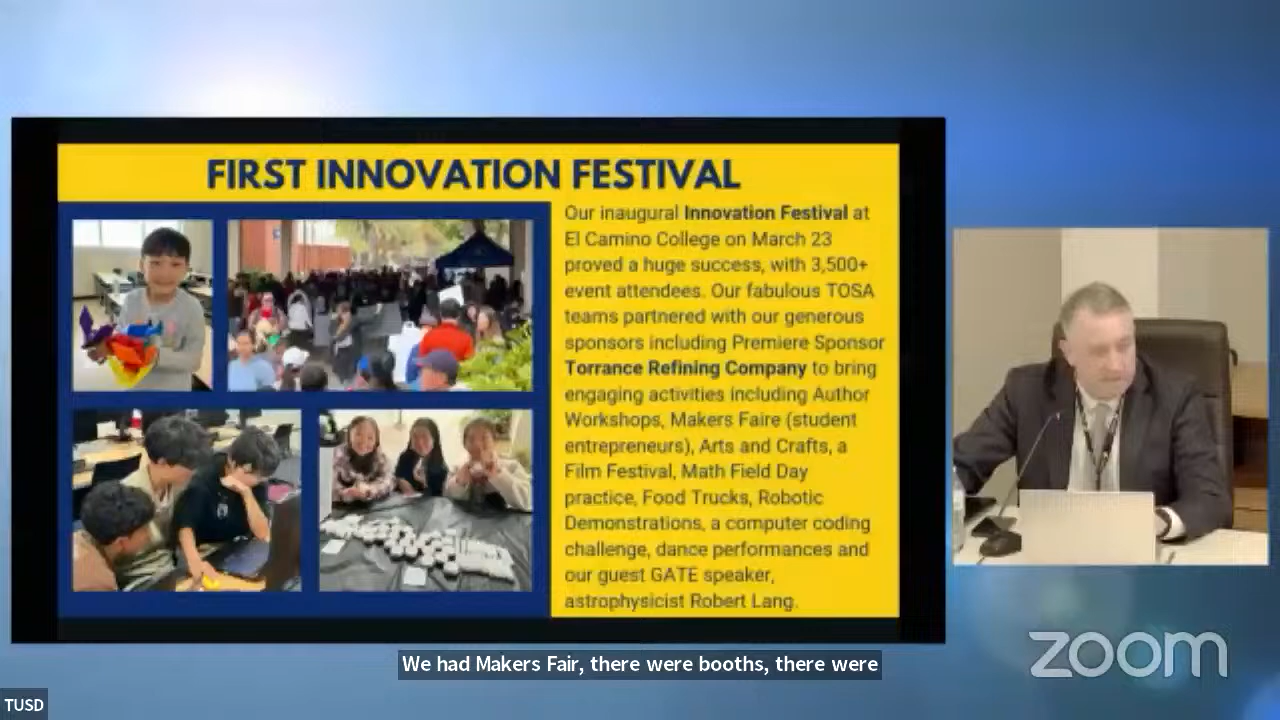 FIRST INNOVATION FESTIVAL
Our inaugural Innovation Festival at
El Camino College on March 23
proved a huge success, with 3,500+
event attendees. Our fabulous TOSA
teams partnered with our generous
sponsors including Premiere Sponsor
Torrance Refining Company to bring
engaging activities including Author
Workshops, Makers Faire (student
entrepreneurs), Arts and Crafts, a
Film Festival, Math Field Day
practice, Food Trucks, Robotic
Demonstrations, a computer coding
challenge, dance performances and
our guest GATE speaker,
astrophysicist Robert Lang.
We had Makers Fair, there were booths, there were
zoom
TUSD